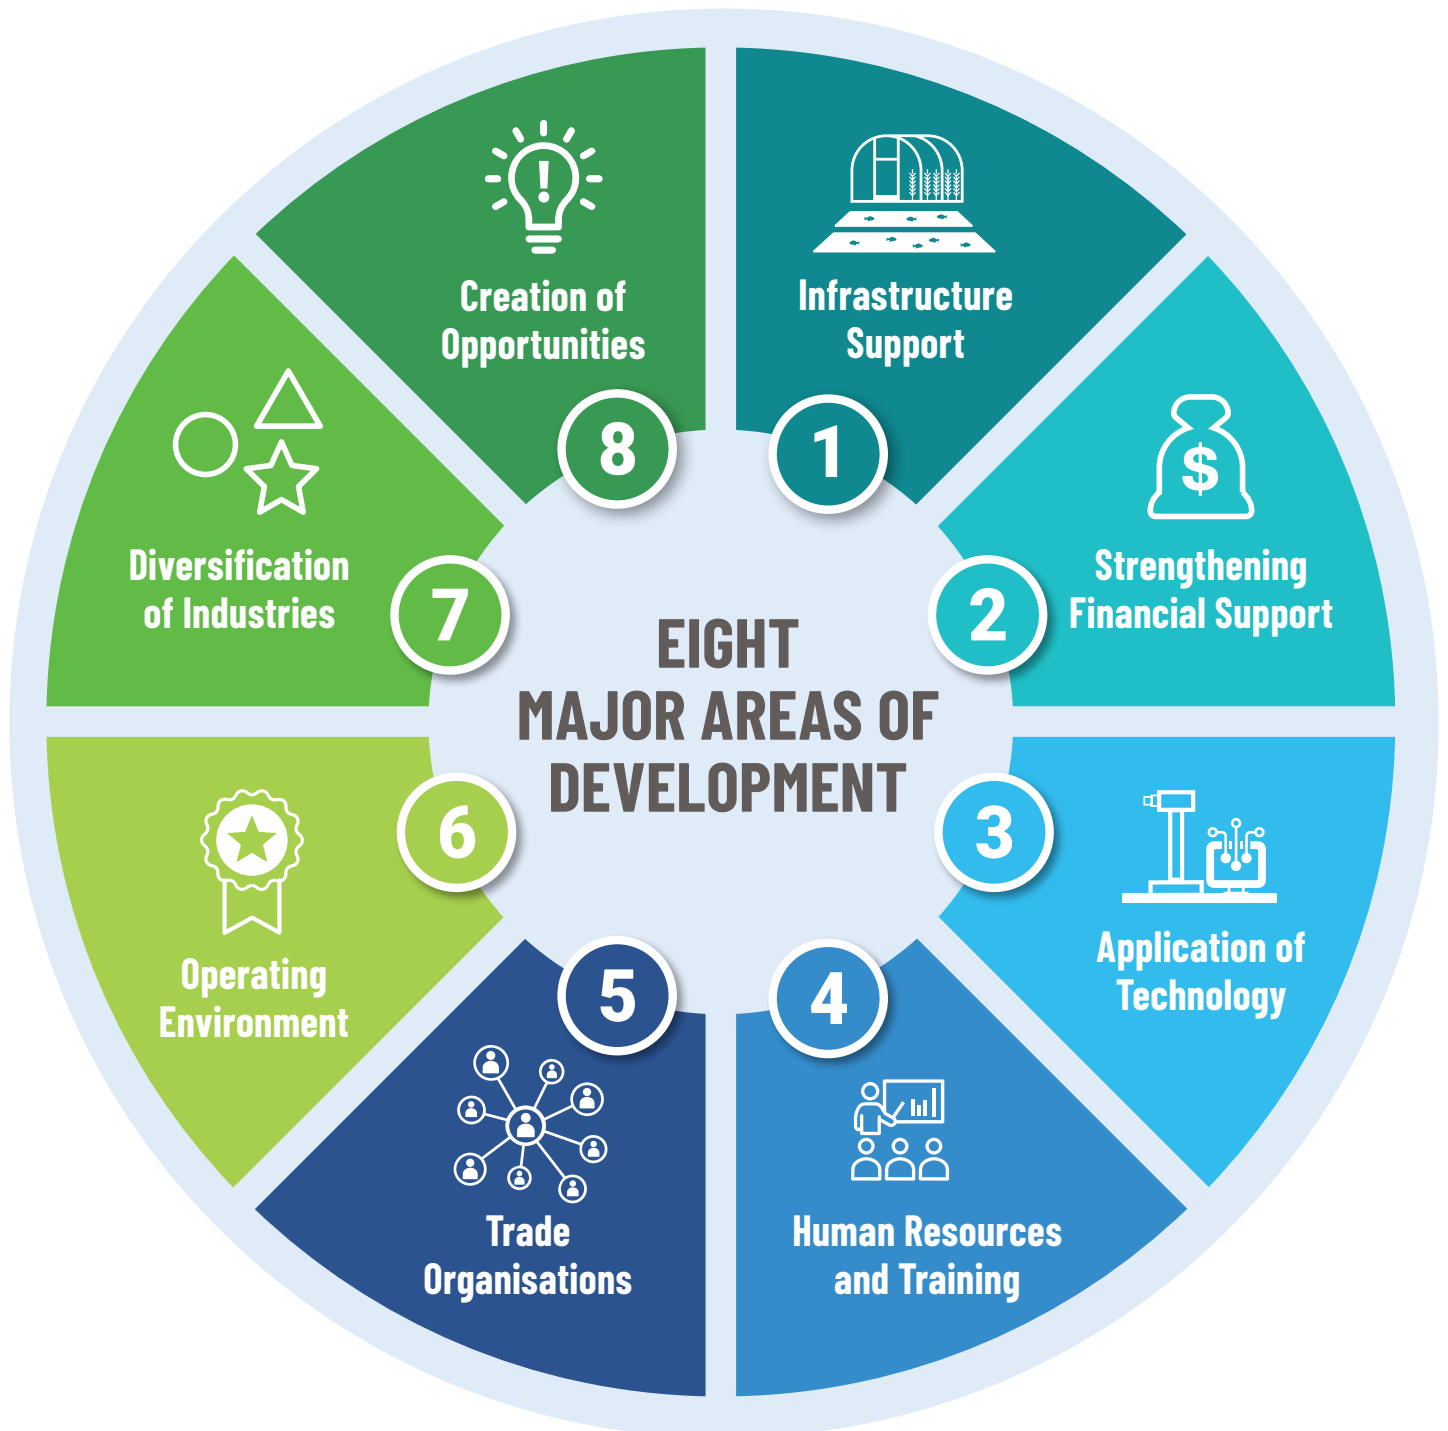 EIGHT
MAJOR AREAS OF
DEVELOPMENT
Infrastructure
Support
1
$
Strengthening
Financial Support
2
Application of
Technology
3
Human Resources
and Training
4
Trade
Organisations
5
Operating
Environment
6
Diversification
of Industries
7
!
Creation of
Opportunities
8